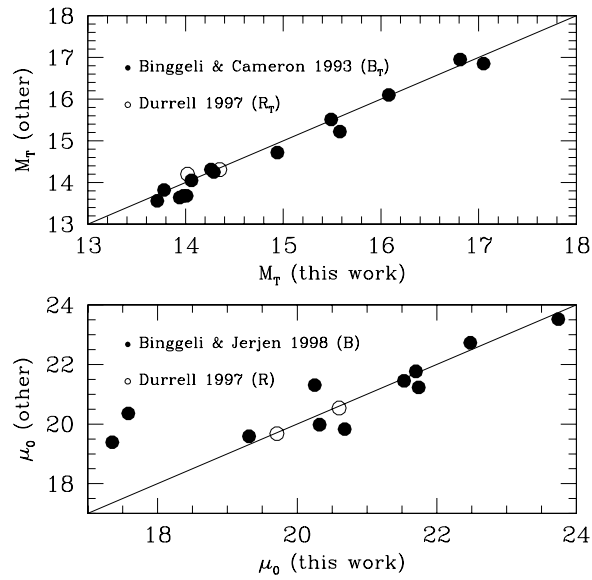 18
17
16
15
14
13
M_T (other)
● Binggeli & Cameron 1993 (B_T)
○ Durrell 1997 (R_T)
13 14 15 16 17 18
M_T (this work)
24
22
20
18
μ_0 (other)
● Binggeli & Jerjen 1998 (B)
○ Durrell 1997 (R)
18 20 22 24
μ_0 (this work)